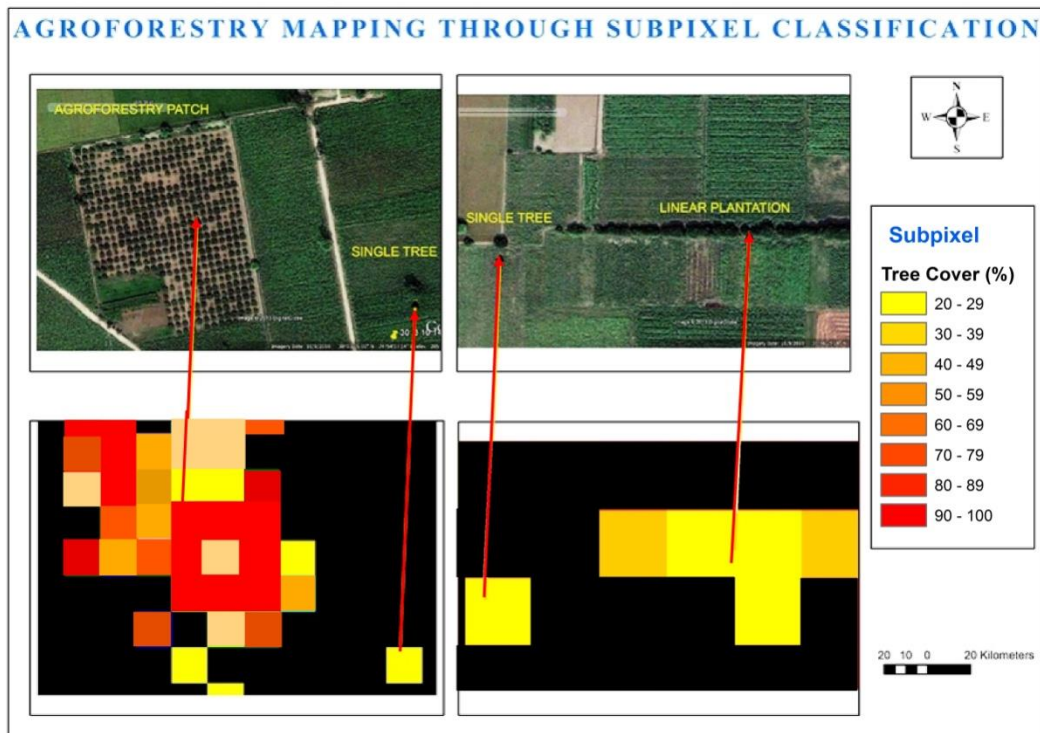 AGROFORESTRY MAPPING THROUGH SUBPIXEL CLASSIFICATION
AGROFORESTRY PATCH
SINGLE TREE
SINGLE TREE
LINEAR PLANTATION
N
W E
S
Subpixel
Tree Cover (%)
20 - 29
30 - 39
40 - 49
50 - 59
60 - 69
70 - 79
80 - 89
90 - 100
20 10 0 20 Kilometers